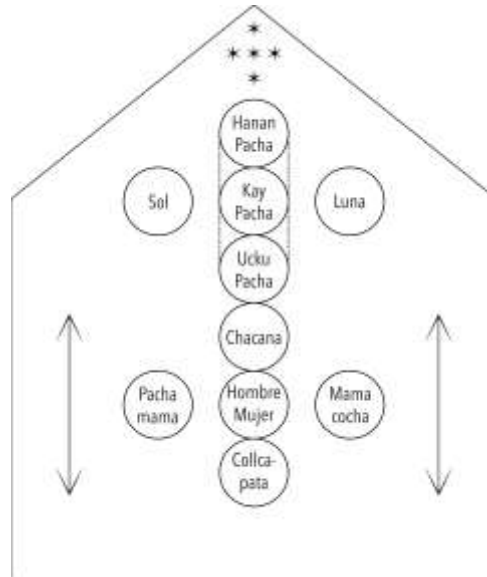 Hanan
Pacha
Sol
Kay
Pacha
Luna
Ucku
Pacha
Chacana
Pacha
mama
Hombre
Mujer
Mama
cocha
Collca-
pata